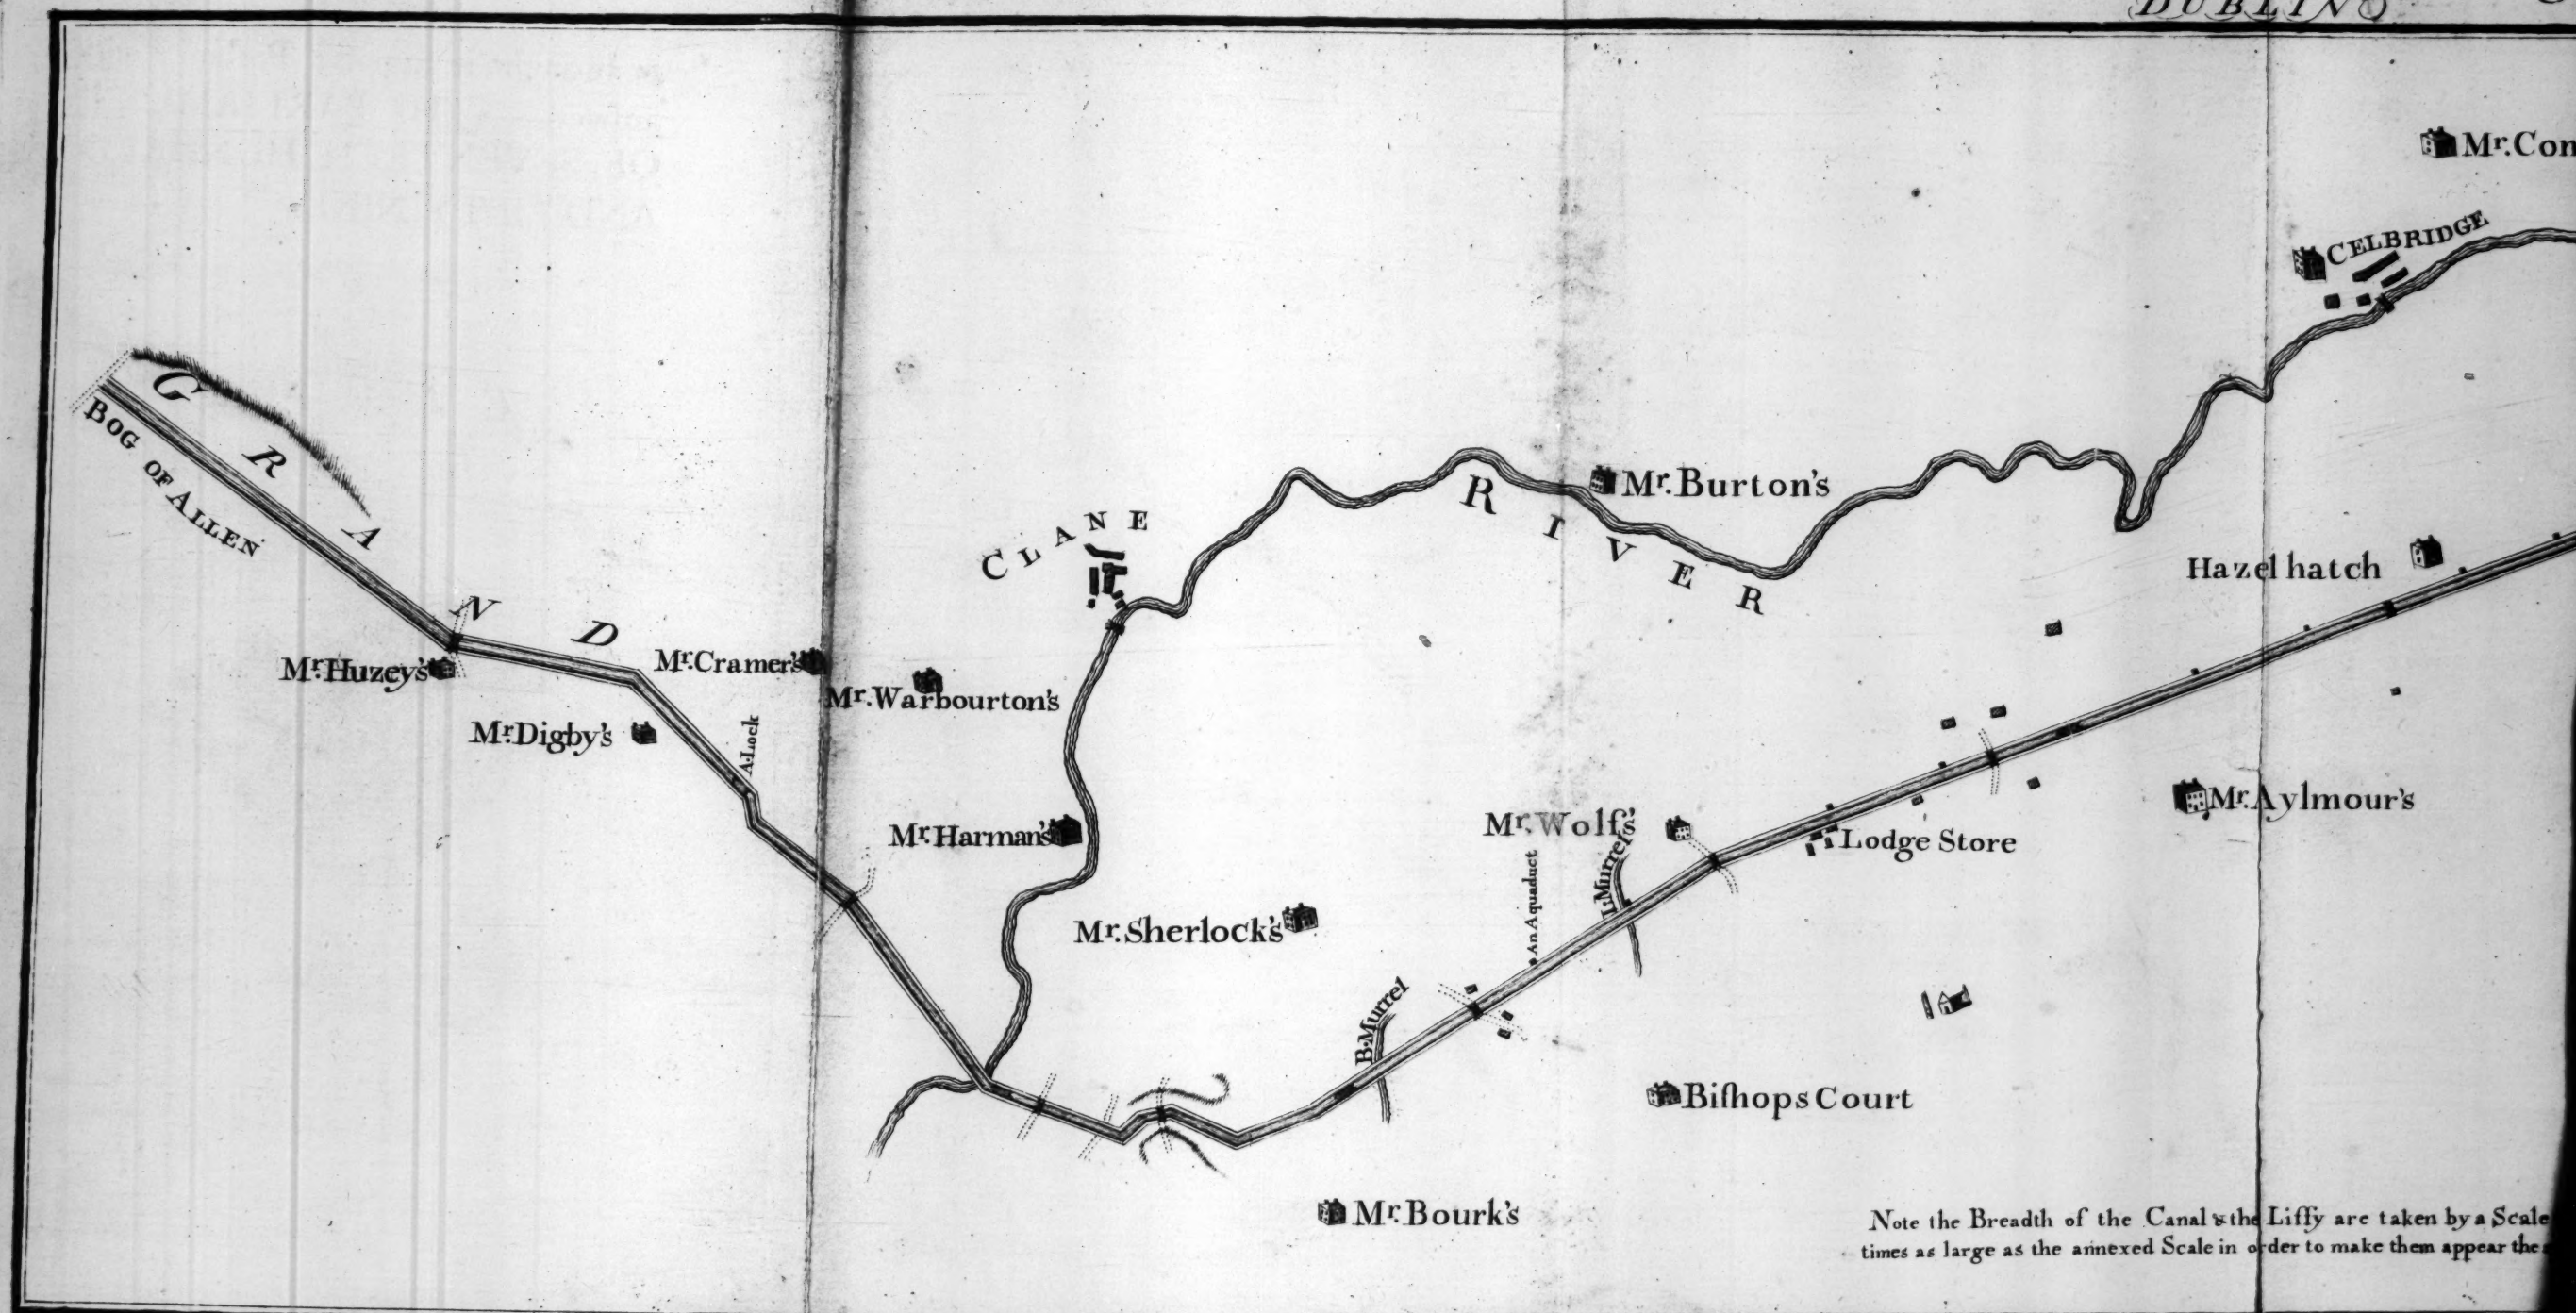 DUBLIN
Mr. Con
CELBRIDGE
GRAND
BOG OF ALLEN
RIVER
Mr. Burton's
CLANE
Hazelhatch
Mr. Huzey's
Mr. Cramer's
Mr. Warbourton's
Mr. Digby's
A Lock
Mr. Harman's
Mr. Wolfs'
L. Murrel
Lodge Store
Mr. Aylmour's
An Aquaduct
Mr. Sherlock's
B. Murrel
Biſhops Court
Mr. Bourk's
Note the Breadth of the Canal & the Liffy are taken by a Scale
times as large as the annexed Scale in order to make them appear the